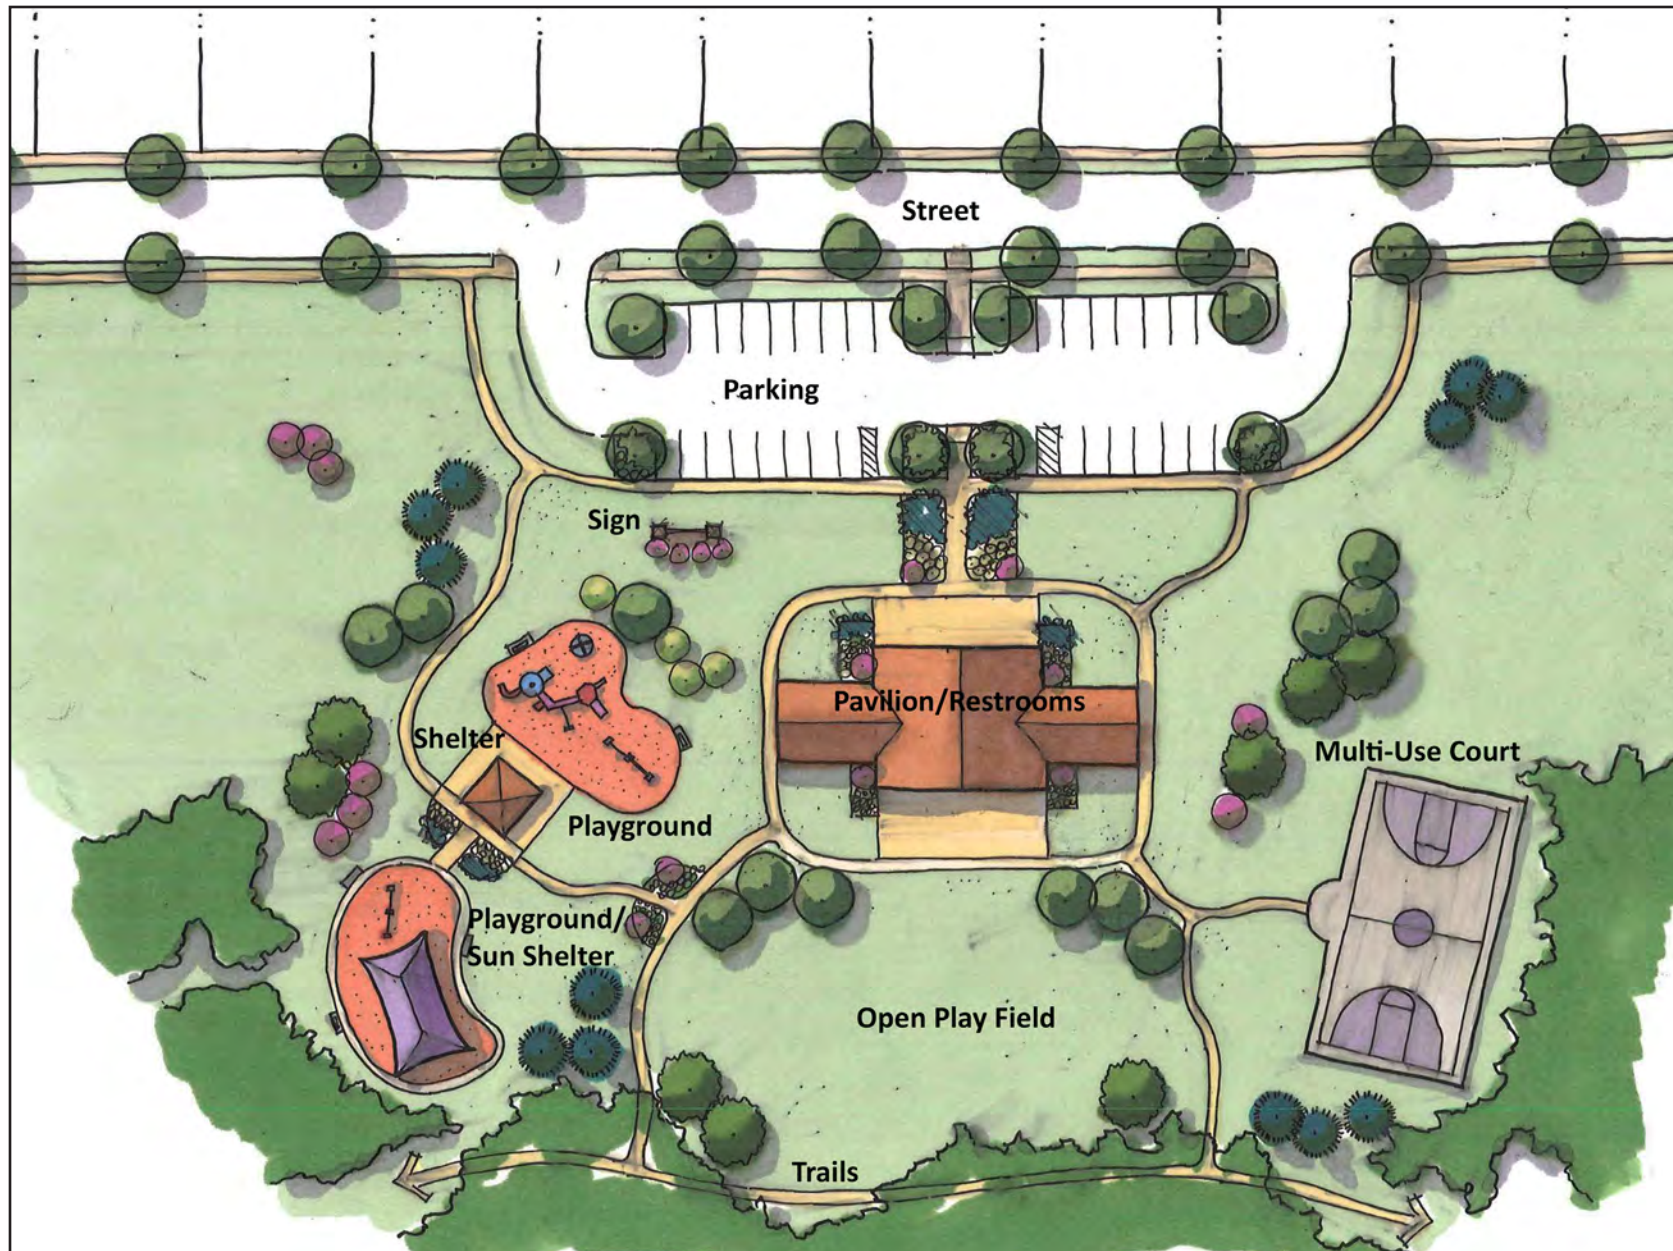 Street
Parking
Sign
Pavilion/Restrooms
Shelter
Multi-Use Court
Playground
Playground/
Sun Shelter
Open Play Field
Trails